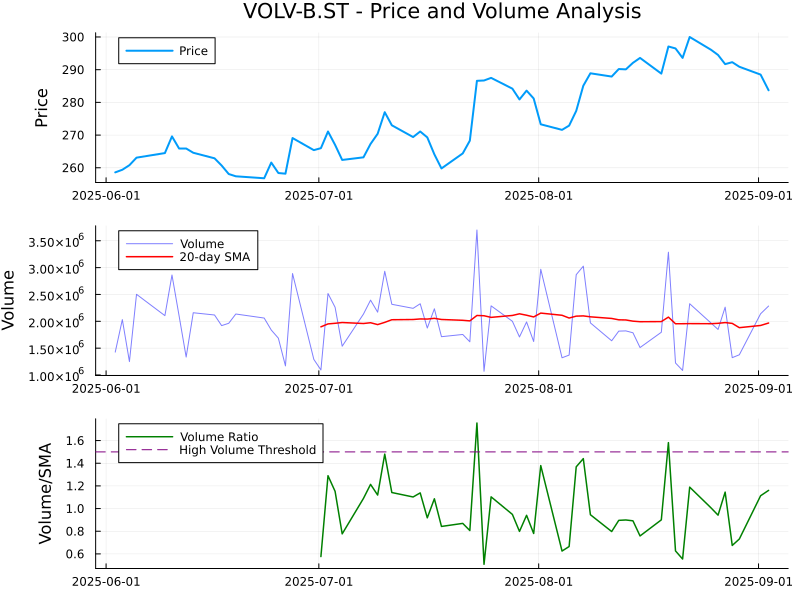 VOLV-B.ST - Price and Volume Analysis
Price
300
290
280
270
260
Price
2025-06-01 2025-07-01 2025-08-01 2025-09-01
Volume
3.50×10⁶
3.00×10⁶
2.50×10⁶
2.00×10⁶
1.50×10⁶
1.00×10⁶
Volume
20-day SMA
2025-06-01 2025-07-01 2025-08-01 2025-09-01
Volume/SMA
1.6
1.4
1.2
1.0
0.8
0.6
Volume Ratio
High Volume Threshold
2025-06-01 2025-07-01 2025-08-01 2025-09-01